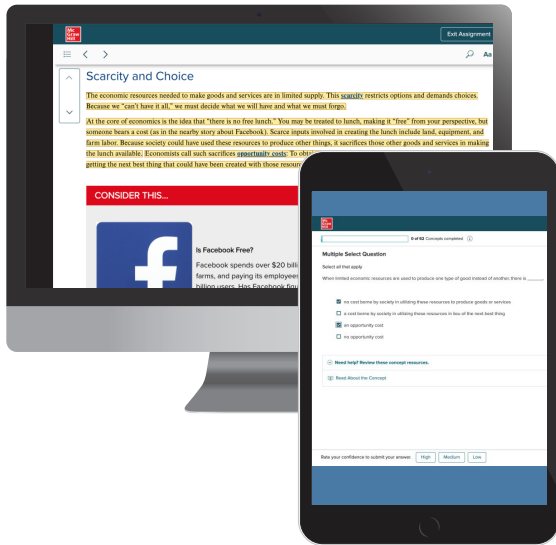 Mc
Graw
Hill
Exit Assignment
Aa
Scarcity and Choice
The economic resources needed to make goods and services are in limited supply. This scarcity restricts options and demands choices.
Because we "can't have it all," we must decide what we will have and what we must forgo.
At the core of economics is the idea that "there is no free lunch." You may be treated to lunch, making it "free" from your perspective, but
someone bears a cost (as in the nearby story about Facebook). Scarce inputs involved in creating the lunch include land, equipment, and
farm labor. Because society could have used these resources to produce other things, it sacrifices those other goods and services in making
the lunch available. Economists call such sacrifices opportunity costs: To
getting the next best thing that could have been created with those
CONSIDER THIS...
Is Facebook Free?
Facebook spends over $20
farms, and paying its employees
billion users. Has Facebook
Mc
Graw
Hill
0 of 62 Concepts completed
Multiple Select Question
Select all that apply
When limited economic resources are used to produce one type of good instead of another, there is ______.
no cost borne by society in utilizing these resources to produce goods or services
a cost borne by society in utilizing these resources in lieu of the next-best thing
an opportunity cost
no opportunity cost
Need help? Review these concept resources.
Read About the Concept
Rate your confidence to submit your answer.
High
Medium
Low